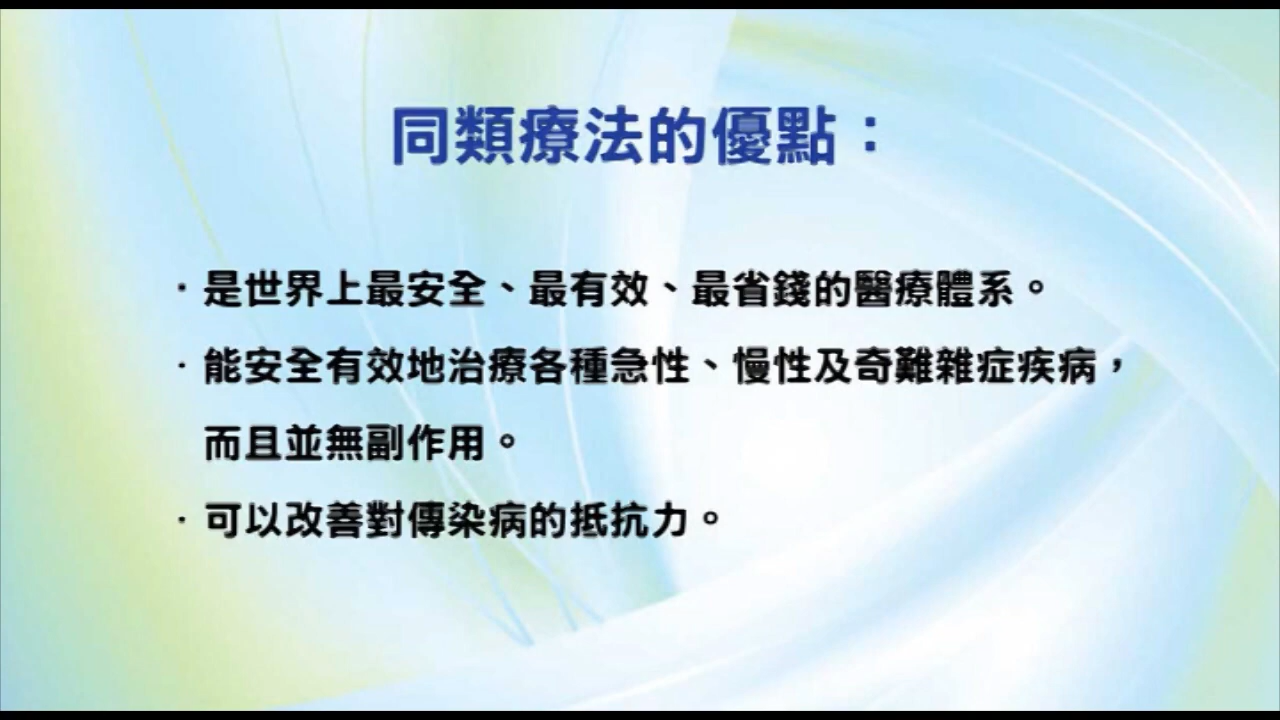 同類療法的優點：
·是世界上最安全、最有效、最省錢的醫療體系。
·能安全有效地治療各種急性、慢性及奇難雜症疾病，
而且並無副作用。
·可以改善對傳染病的抵抗力。